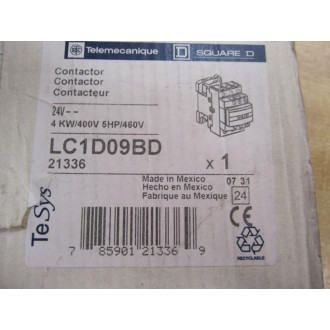 Telemecanique
D SQUARE D
Contactor
Contactor
Contacteur
24V--
4 KW/400V 5HP/460V
LC1D09BD
21336
x 1
Made in Mexico
Hecho en Mexico
Fabrique au Mexique
07 31
24
TeSys
7 85901 21336 9
RECYCLABLE